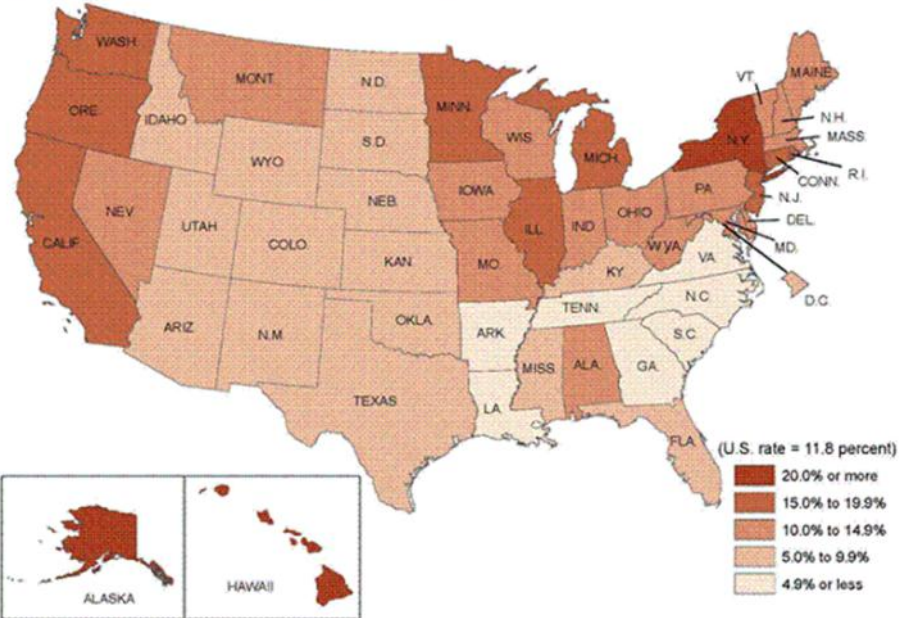 WASH.
MONT.
N.D.
MINN.
VT.
MAINE
ORE.
IDAHO
S.D.
WIS.
N.Y.
N.H.
MASS.
WYO.
MICH.
R.I.
CONN.
NEV.
NEB.
IOWA
PA.
N.J.
UTAH
COLO.
ILL.
IND.
OHIO
DEL.
CALIF.
KAN.
MO.
W.VA.
MD.
KY.
VA.
D.C.
ARIZ.
N.M.
OKLA.
ARK.
TENN.
N.C.
S.C.
TEXAS
MISS.
ALA.
GA.
LA.
FLA.
(U.S. rate = 11.8 percent)
20.0% or more
15.0% to 19.9%
10.0% to 14.9%
5.0% to 9.9%
4.9% or less
ALASKA
HAWAII